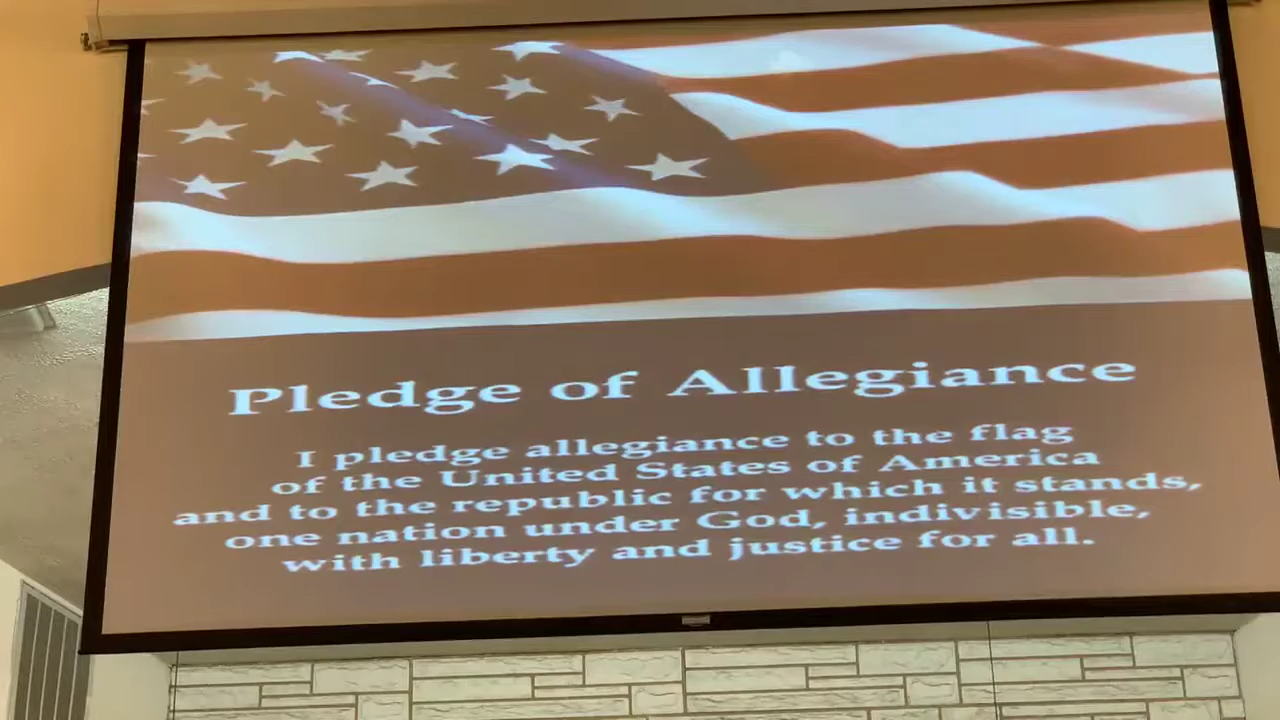 Pledge of Allegiance
I pledge allegiance to the flag
of the United States of America
and to the republic for which it stands,
one nation under God, indivisible,
with liberty and justice for all.